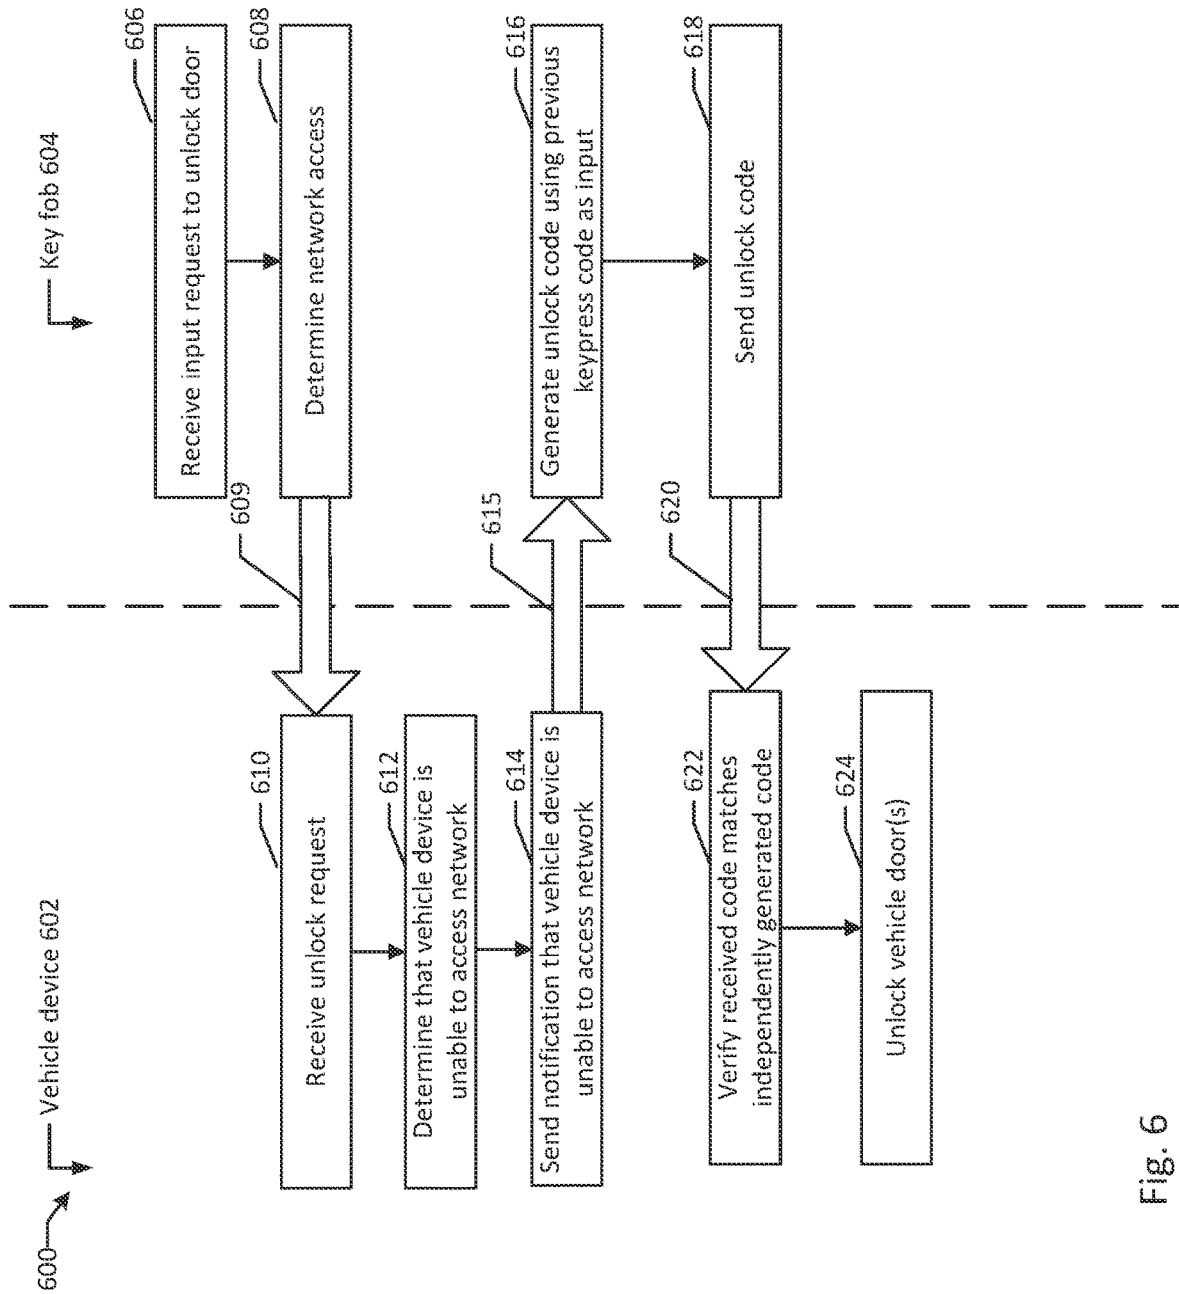 600
Vehicle device 602
Key fob 604
606
Receive input request to unlock door
608
Determine network access
609
610
Receive unlock request
612
Determine that vehicle device is
unable to access network
614
Send notification that vehicle device is
unable to access network
615
616
Generate unlock code using previous
keypress code as input
618
Send unlock code
620
622
Verify received code matches
independently generated code
624
Unlock vehicle door(s)
Fig. 6